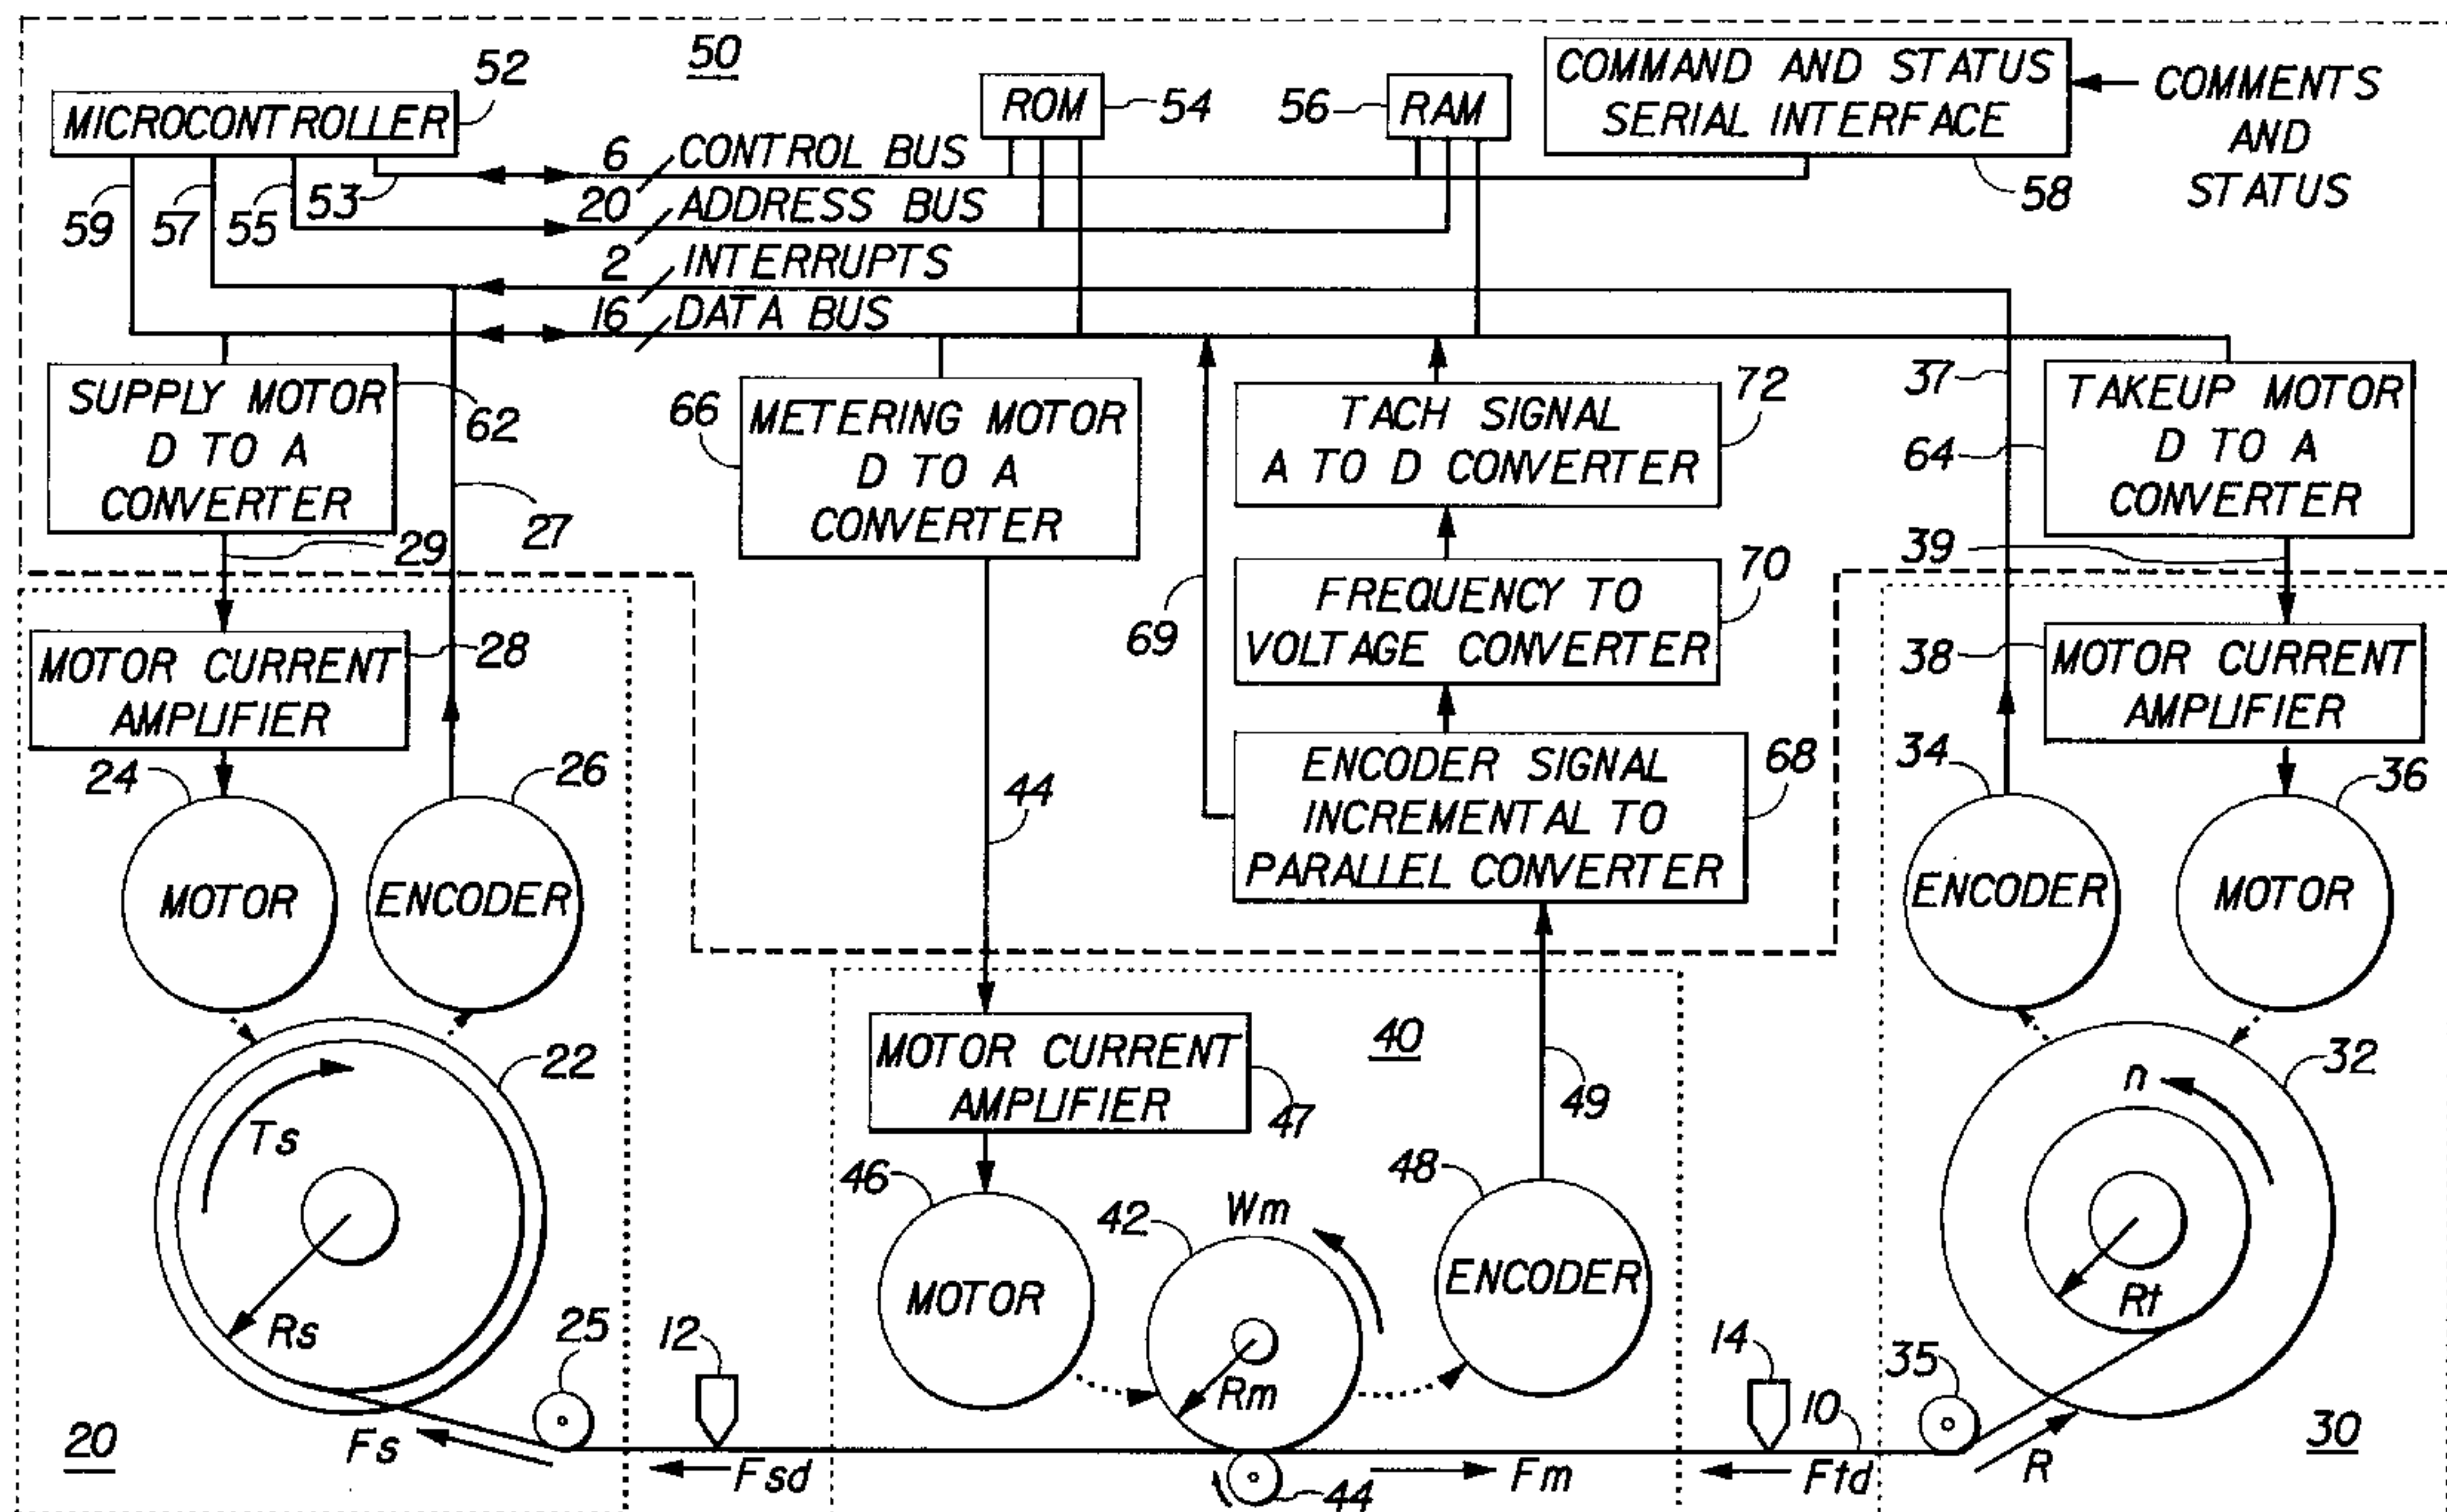 50
52
MICROCONTROLLER
ROM
54
56
RAM
COMMAND AND STATUS
SERIAL INTERFACE
58
COMMENTS
AND
STATUS
6
CONTROL BUS
20
ADDRESS BUS
2
INTERRUPTS
16
DATA BUS
59
57
55
53
SUPPLY MOTOR
D TO A
CONVERTER
62
27
29
66
METERING MOTOR
D TO A
CONVERTER
TACH SIGNAL
A TO D CONVERTER
72
37
TAKEUP MOTOR
D TO A
CONVERTER
64
39
MOTOR CURRENT
AMPLIFIER
28
69
FREQUENCY TO
VOLTAGE CONVERTER
70
38
MOTOR CURRENT
AMPLIFIER
24
26
MOTOR
ENCODER
44
ENCODER SIGNAL
INCREMENTAL TO
PARALLEL CONVERTER
68
34
36
ENCODER
MOTOR
22
Ts
Rs
25
Fs
20
MOTOR CURRENT
AMPLIFIER
47
40
49
46
MOTOR
42
Wm
Rm
48
ENCODER
12
Fsd
44
Fm
14
10
Ftd
32
n
Rt
35
R
30